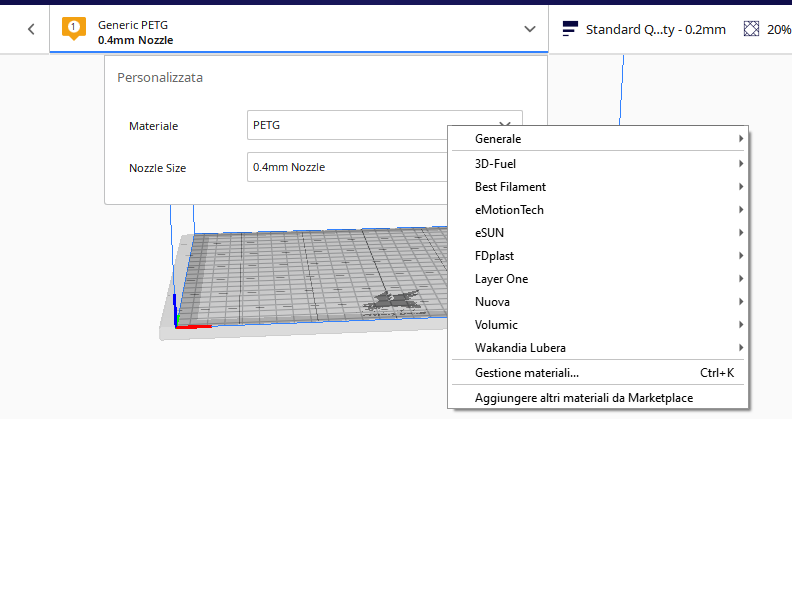 1
Generic PETG
0.4mm Nozzle
Standard Q...ty - 0.2mm
20%
Personalizzata
Materiale
PETG
Nozzle Size
0.4mm Nozzle
Generale
3D-Fuel
Best Filament
eMotionTech
eSUN
FDplast
Layer One
Nuova
Volumic
Wakandia Lubera
Gestione materiali... Ctrl+K
Aggiungere altri materiali da Marketplace